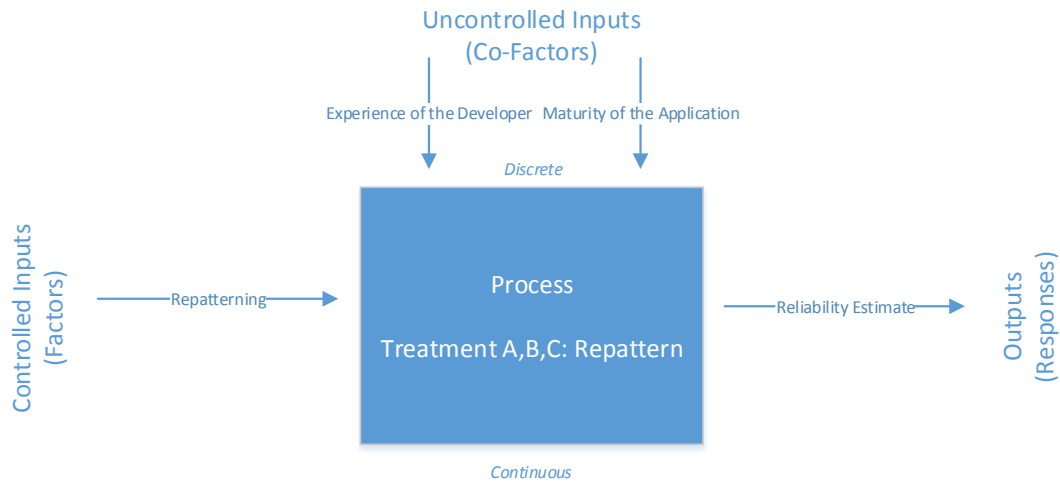 Uncontrolled Inputs
(Co-Factors)
Experience of the Developer
Maturity of the Application
Discrete
Controlled Inputs
(Factors)
Repatterning
Process
Treatment A,B,C: Repattern
Reliability Estimate
Outputs
(Responses)
Continuous